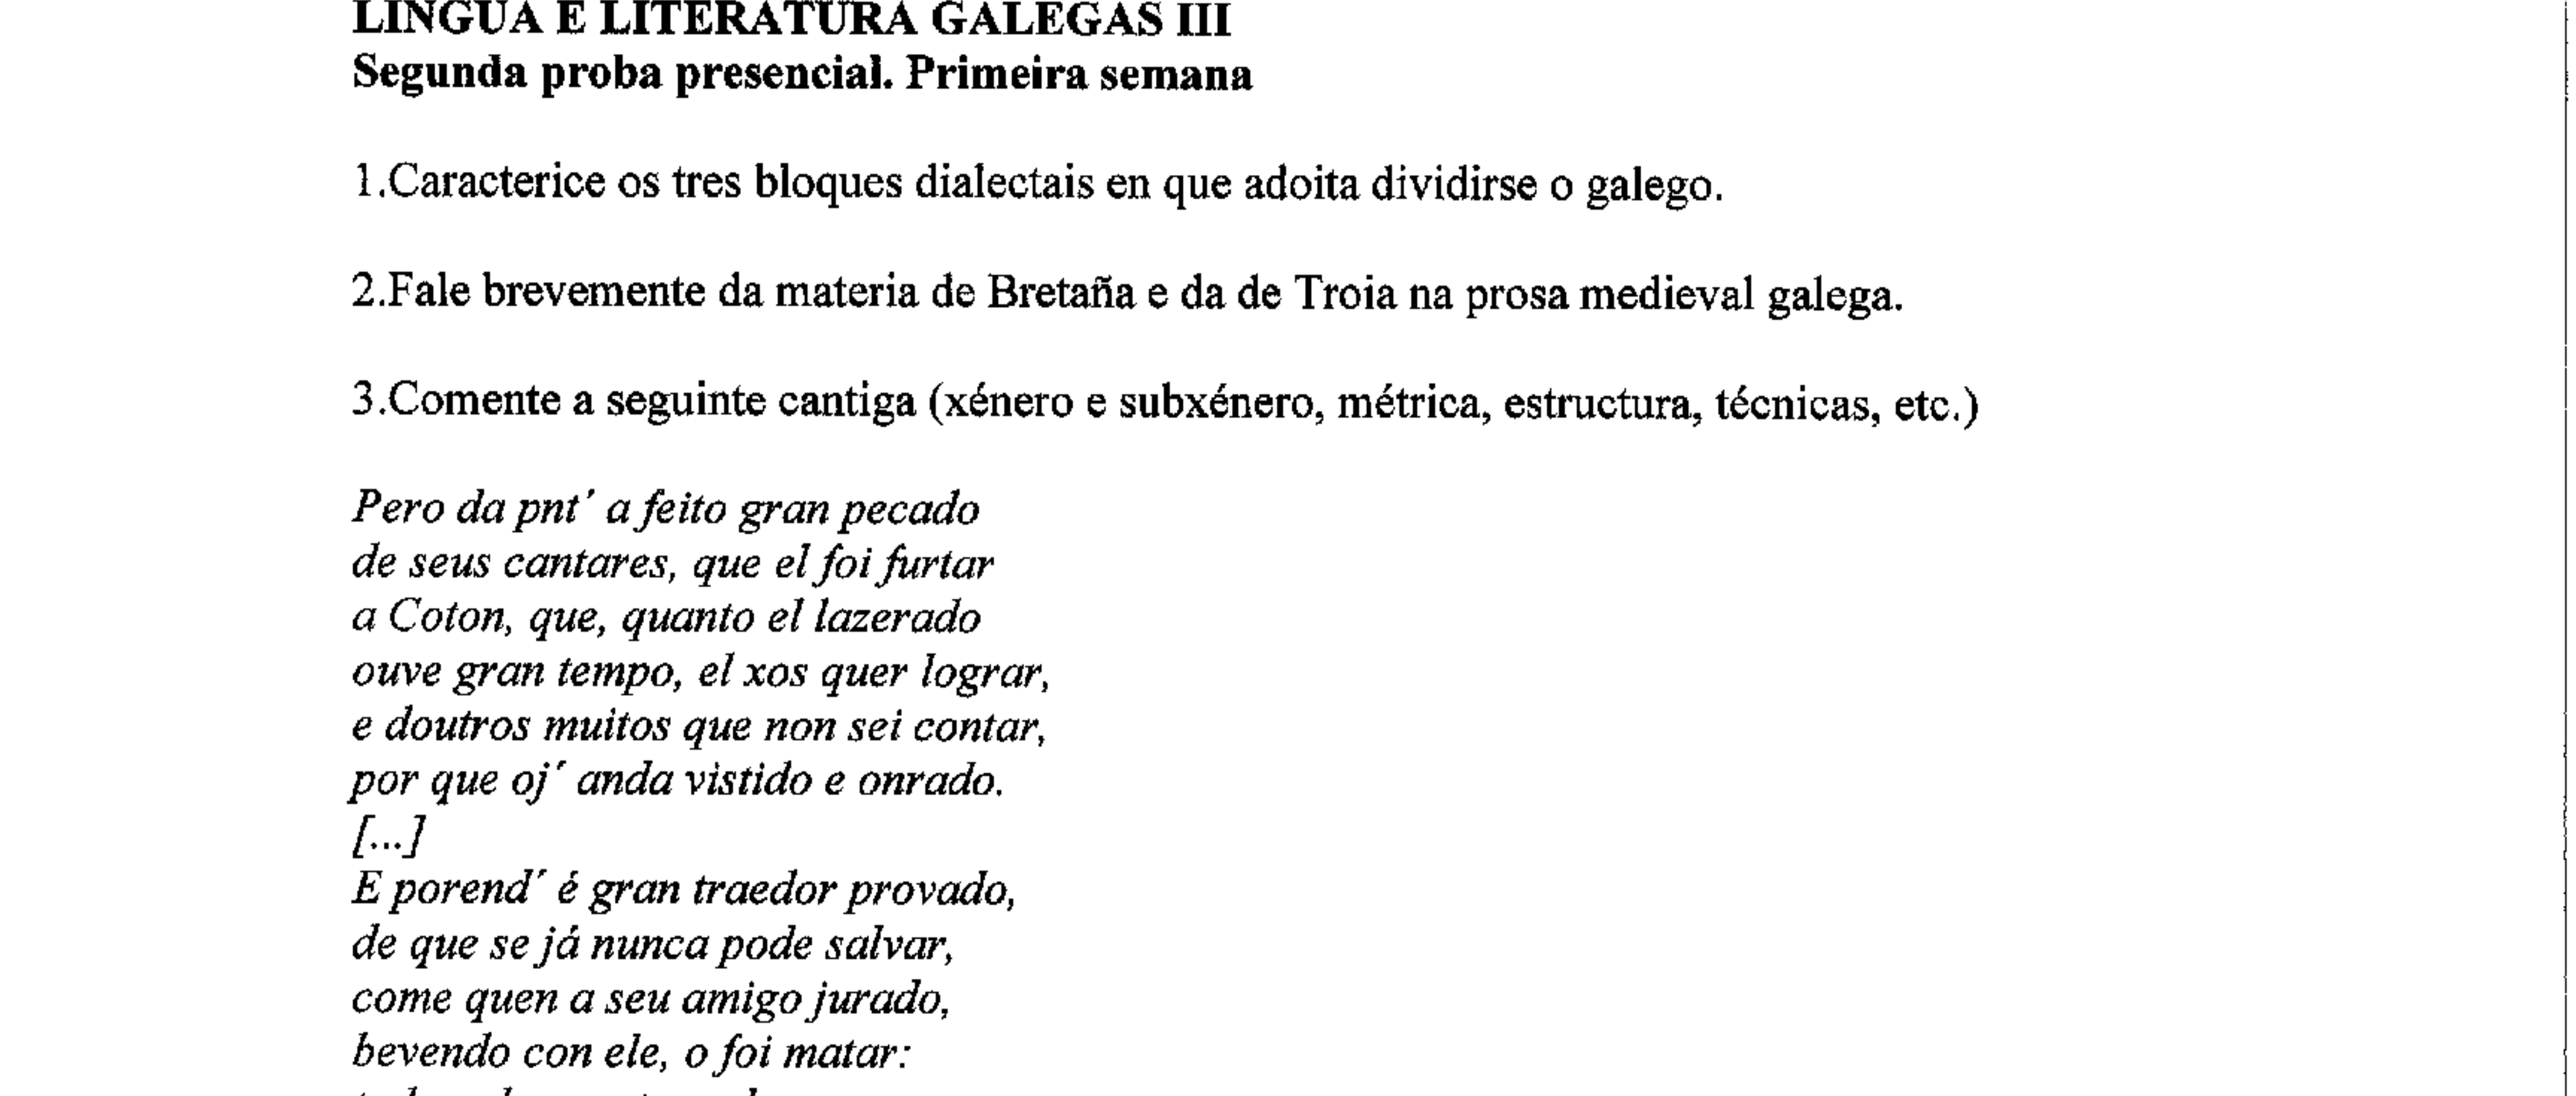 LINGUA E LITERATURA GALEGAS III
Segunda proba presencial. Primeira semana
1.Caracterice os tres bloques dialectais en que adoita dividirse o galego.
2.Fale brevemente da materia de Bretaña e da de Troia na prosa medieval galega.
3.Comente a seguinte cantiga (xénero e subxénero, métrica, estructura, técnicas, etc.)
Pero da pnt´ a feito gran pecado
de seus cantares, que el foi furtar
a Coton, que, quanto el lazerado
ouve gran tempo, el xos quer lograr,
e doutros muitos que non sei contar,
por que oj´ anda vistido e onrado.
[...]
E porend´ é gran traedor provado,
de que se já nunca pode salvar,
come quen a seu amigo jurado,
bevendo con ele, o foi matar: